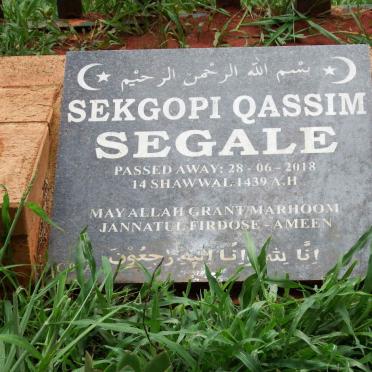 بسم الله الرحمن الرحيم
SEKGOPI QASSIM
SEGALE
PASSED AWAY: 28 - 06 - 2018
14 SHAWWAL 1439 A.H
MAY ALLAH GRANT MARHOOM
JANNATUL FIRDOSE - AMEEN
إنا لله وإنا إليه رجعون